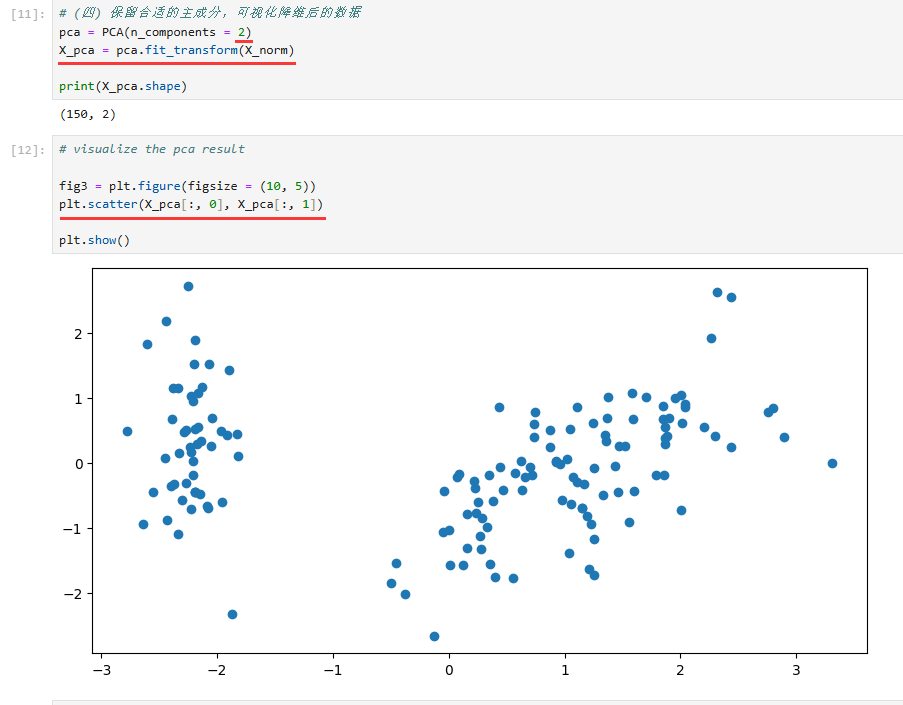 [11]:
# (四) 保留合适的主成分，可视化降维后的数据
pca = PCA(n_components = 2)
X_pca = pca.fit_transform(X_norm)
print(X_pca.shape)
(150, 2)
[12]:
# visualize the pca result
fig3 = plt.figure(figsize = (10, 5))
plt.scatter(X_pca[:, 0], X_pca[:, 1])
plt.show()
2
1
0
−1
−2
−3 −2 −1 0 1 2 3